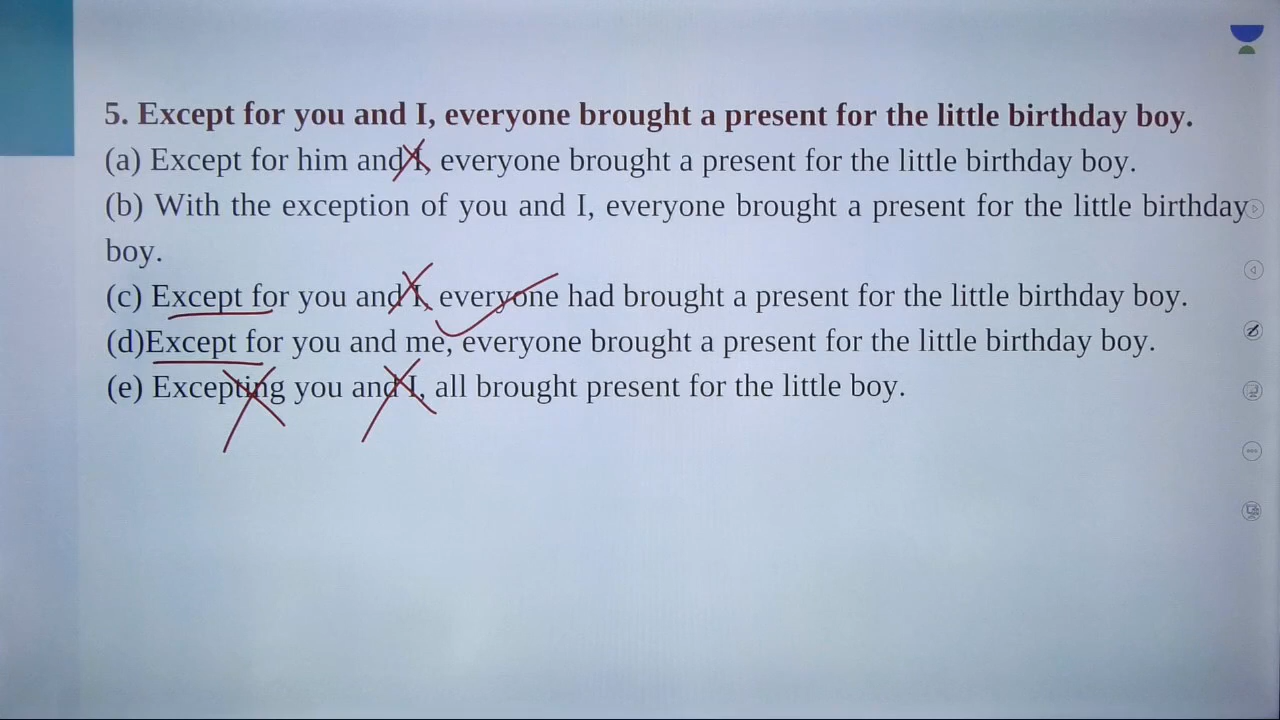 5. Except for you and I, everyone brought a present for the little birthday boy.
(a) Except for him and I, everyone brought a present for the little birthday boy.
(b) With the exception of you and I, everyone brought a present for the little birthday
boy.
(c) Except for you and I, everyone had brought a present for the little birthday boy.
(d)Except for you and me, everyone brought a present for the little birthday boy.
(e) Excepting you and I, all brought present for the little boy.